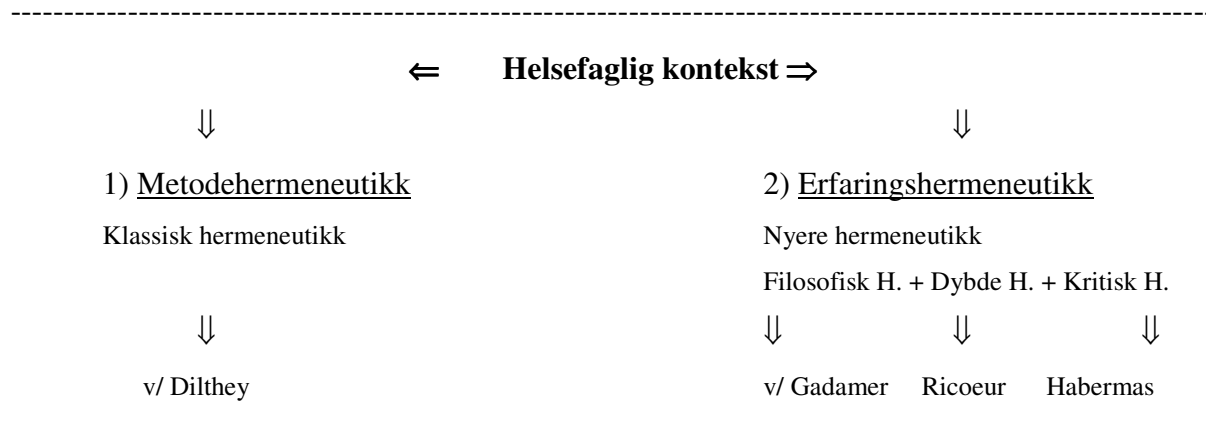 ⇐ Helsefaglig kontekst ⇒
⇓ ⇓
1) Metodehermeneutikk 2) Erfaringshermeneutikk
Klassisk hermeneutikk Nyere hermeneutikk
Filosofisk H. + Dybde H. + Kritisk H.
⇓ ⇓ ⇓ ⇓
v/ Dilthey v/ Gadamer Ricoeur Habermas